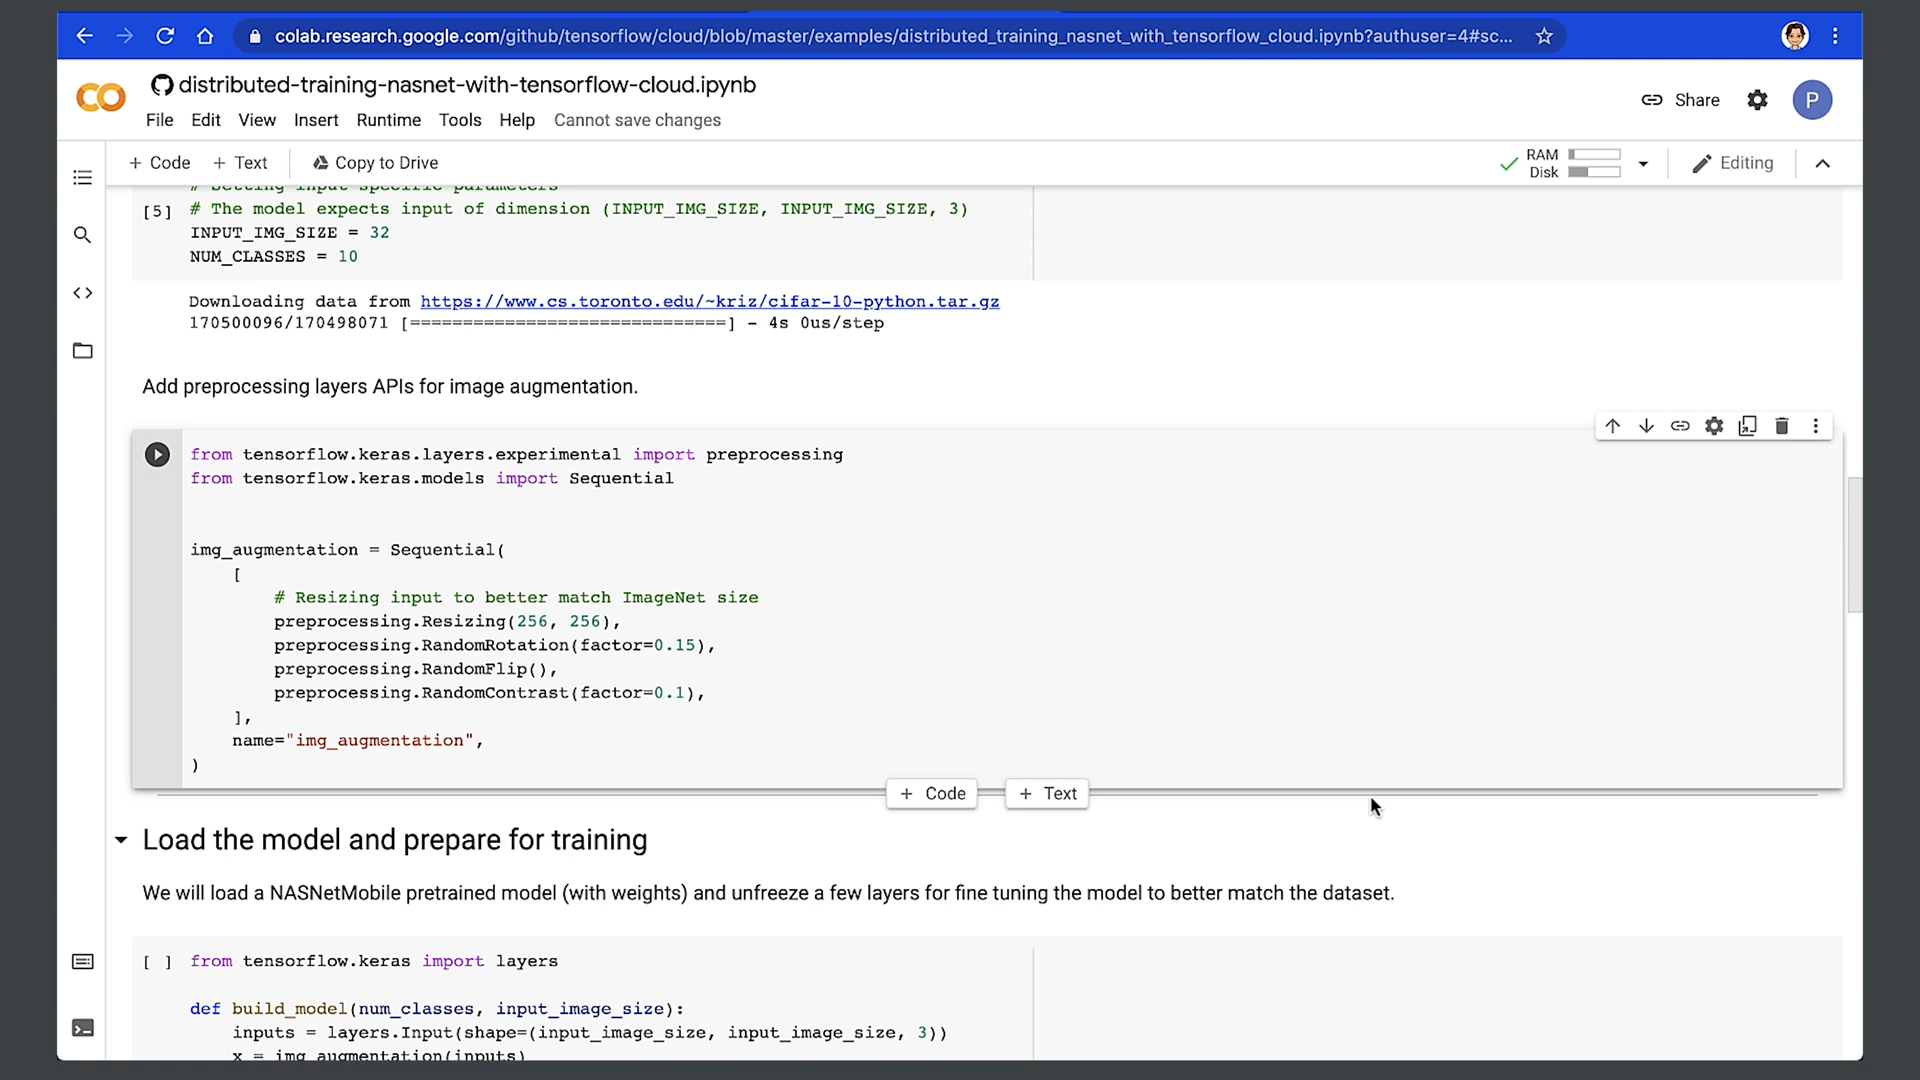 colab.research.google.com/github/tensorflow/cloud/blob/master/examples/distributed_training_nasnet_with_tensorflow_cloud.ipynb?authuser=4#sc...
distributed-training-nasnet-with-tensorflow-cloud.ipynb
Share
P
File Edit View Insert Runtime Tools Help Cannot save changes
+ Code + Text Copy to Drive
RAM
Disk
Editing
# Setting input specific parameters
[5] # The model expects input of dimension (INPUT_IMG_SIZE, INPUT_IMG_SIZE, 3)
INPUT_IMG_SIZE = 32
NUM_CLASSES = 10
Downloading data from https://www.cs.toronto.edu/~kriz/cifar-10-python.tar.gz
170500096/170498071 [==============================] - 4s 0us/step
Add preprocessing layers APIs for image augmentation.
from tensorflow.keras.layers.experimental import preprocessing
from tensorflow.keras.models import Sequential
img_augmentation = Sequential(
[
# Resizing input to better match ImageNet size
preprocessing.Resizing(256, 256),
preprocessing.RandomRotation(factor=0.15),
preprocessing.RandomFlip(),
preprocessing.RandomContrast(factor=0.1),
],
name="img_augmentation",
)
+ Code + Text
Load the model and prepare for training
We will load a NASNetMobile pretrained model (with weights) and unfreeze a few layers for fine tuning the model to better match the dataset.
[ ] from tensorflow.keras import layers
def build_model(num_classes, input_image_size):
inputs = layers.Input(shape=(input_image_size, input_image_size, 3))
x = img_augmentation(inputs)